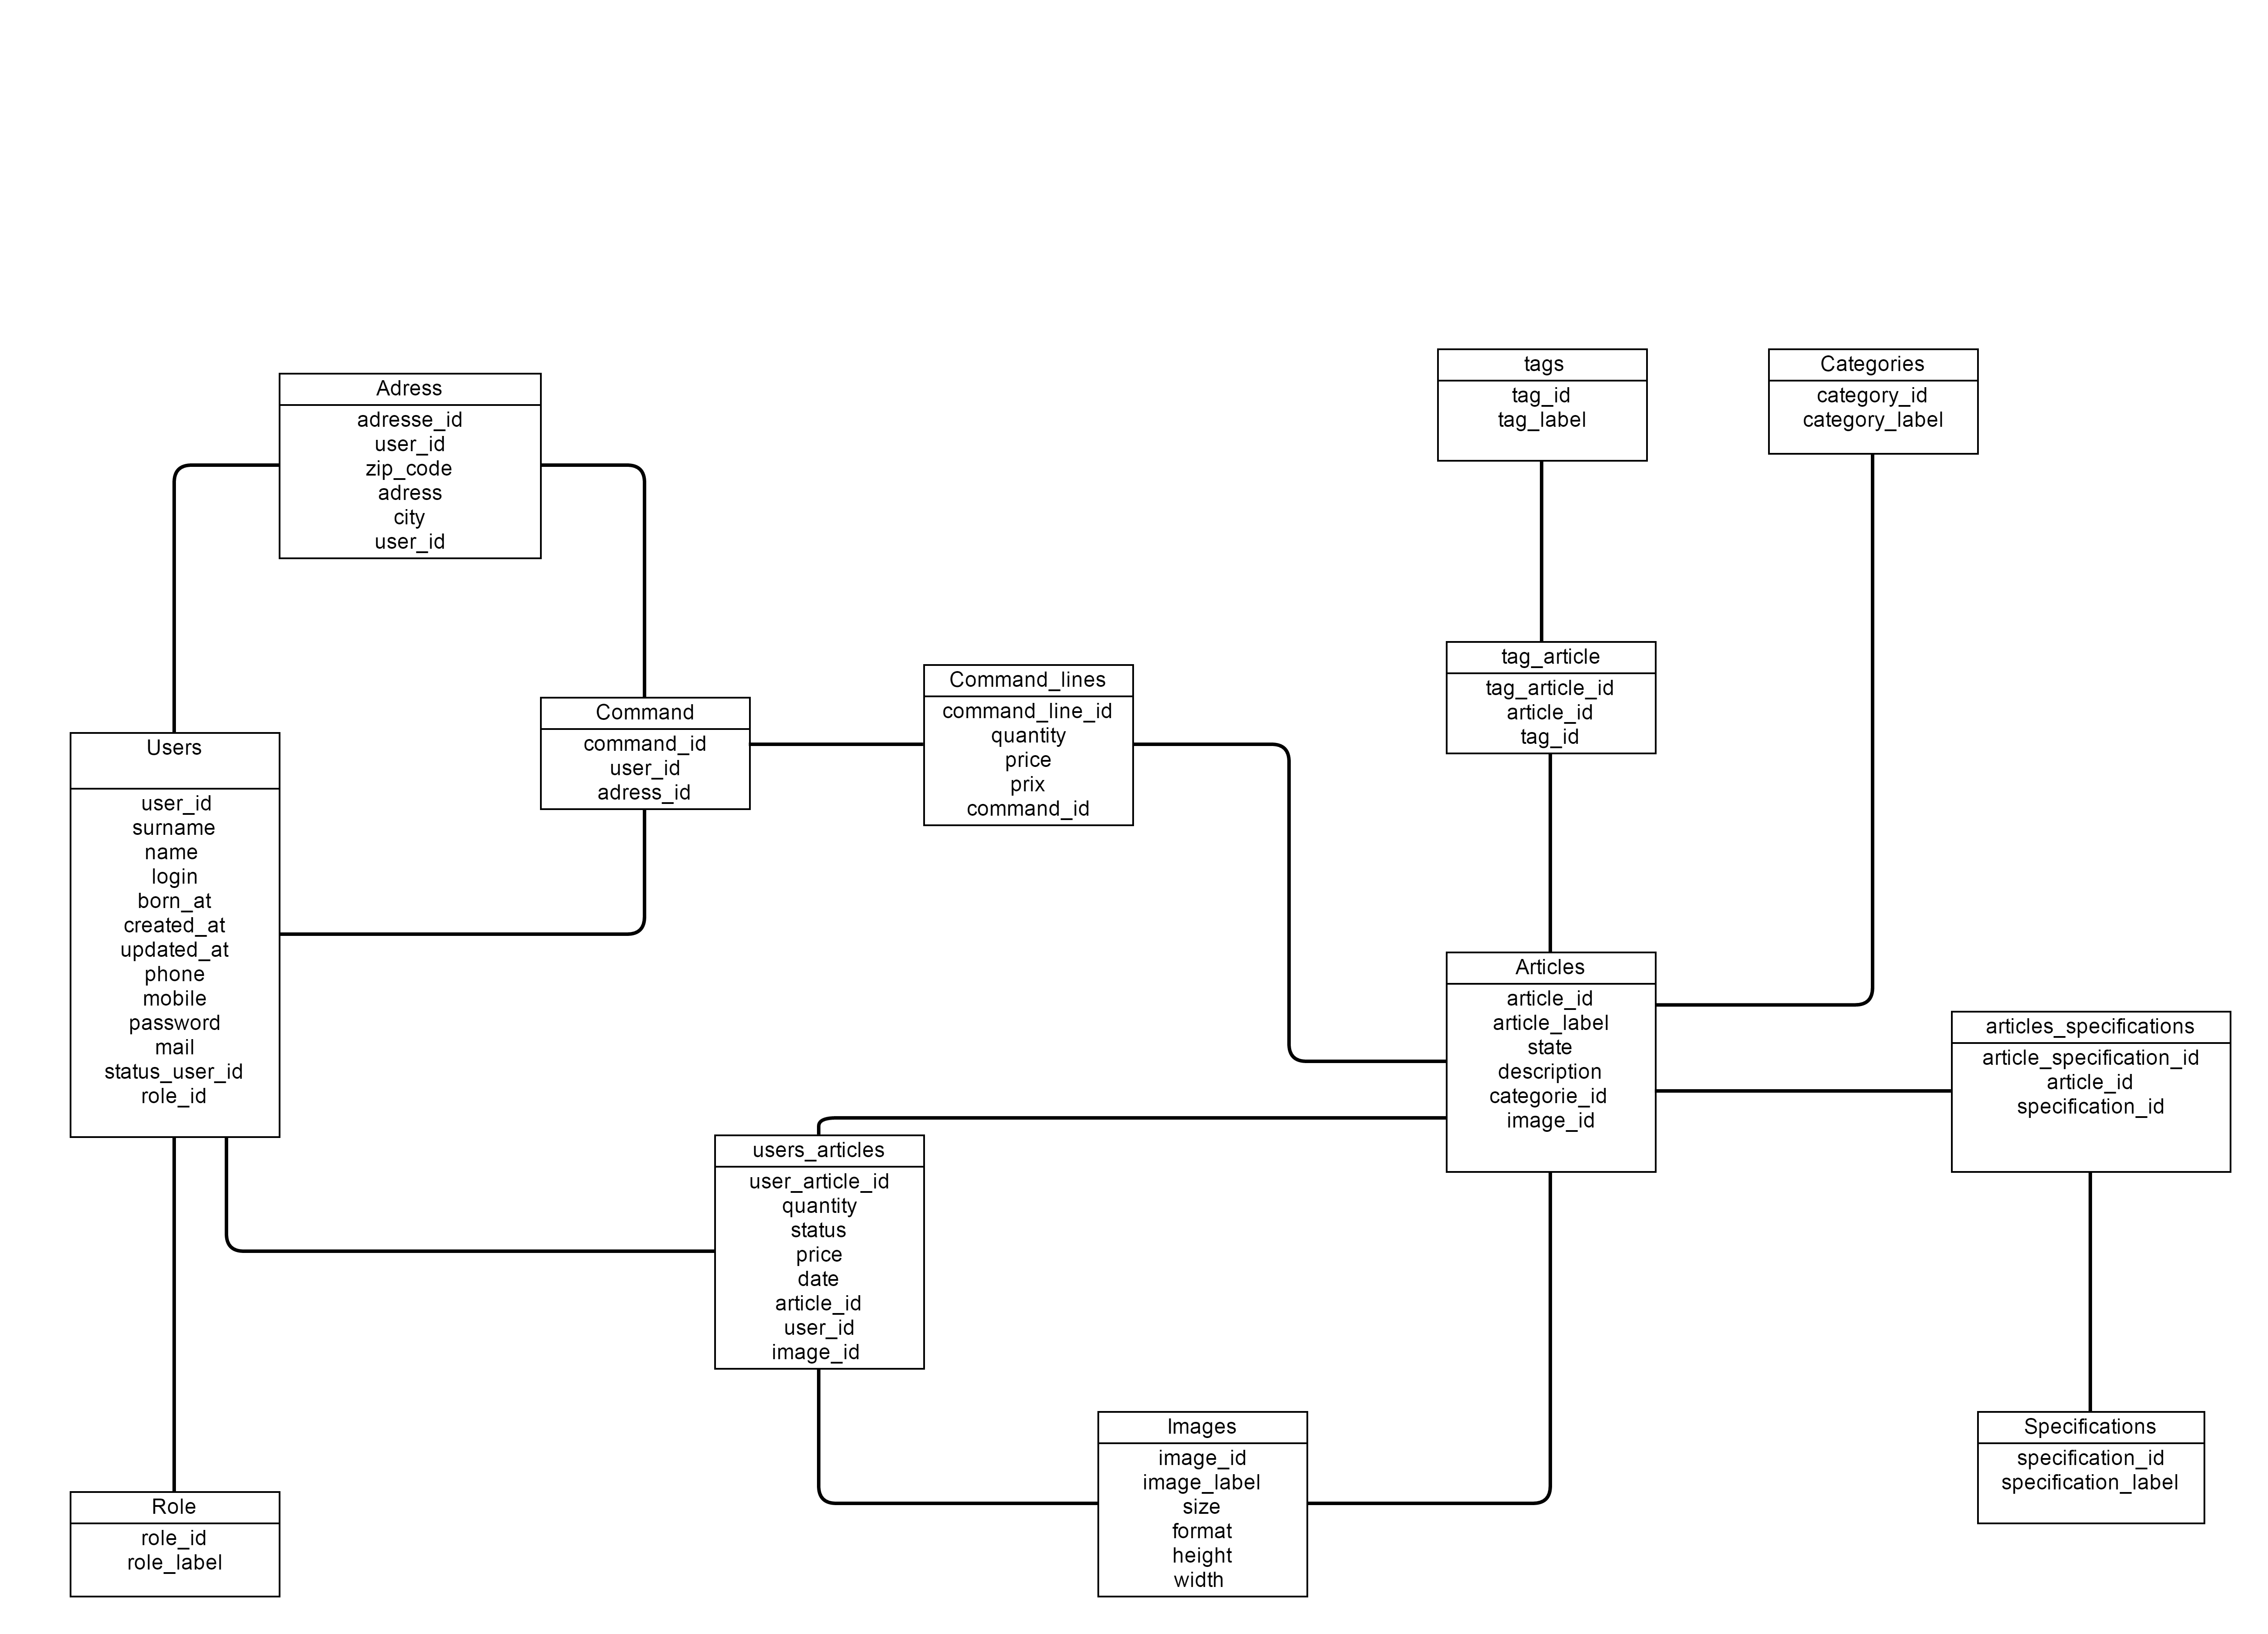 tags
tag_id
tag_label
Categories
category_id
category_label
Adress
adresse_id
user_id
zip_code
adress
city
user_id
tag_article
tag_article_id
article_id
tag_id
Command_lines
command_line_id
quantity
price
prix
command_id
Command
command_id
user_id
adress_id
Users
user_id
surname
name
login
born_at
created_at
updated_at
phone
mobile
password
mail
status_user_id
role_id
Articles
article_id
article_label
state
description
categorie_id
image_id
articles_specifications
article_specification_id
article_id
specification_id
users_articles
user_article_id
quantity
status
price
date
article_id
user_id
image_id
Images
image_id
image_label
size
format
height
width
Specifications
specification_id
specification_label
Role
role_id
role_label